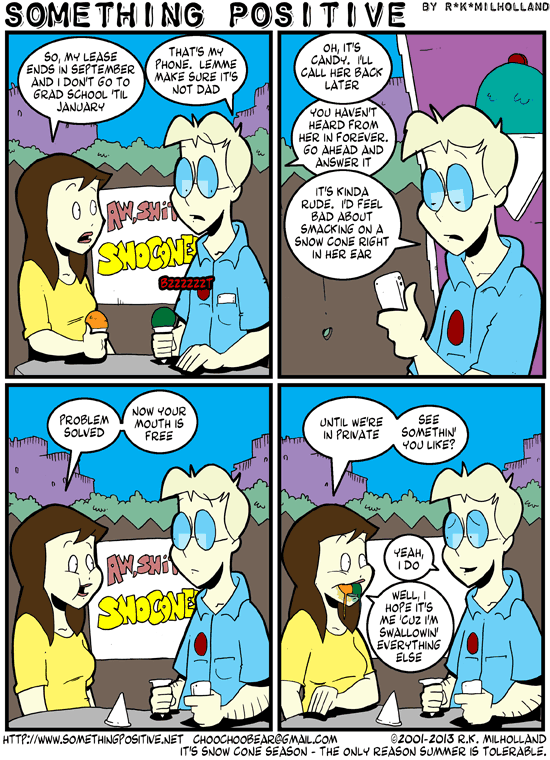 SOMETHING POSITIVE BY R*K*MILHOLLAND
SO, MY LEASE
ENDS IN SEPTEMBER
AND I DON'T GO TO
GRAD SCHOOL 'TIL
JANUARY
THAT'S MY
PHONE. LEMME
MAKE SURE IT'S
NOT DAD
AW, SHIT
SNOCONE
BZZZZZZT
OH, IT'S
CANDY. I'LL
CALL HER BACK
LATER
YOU HAVEN'T
HEARD FROM
HER IN FOREVER.
GO AHEAD AND
ANSWER IT
IT'S KINDA
RUDE. I'D FEEL
BAD ABOUT
SMACKING ON A
SNOW CONE RIGHT
IN HER EAR
PROBLEM
SOLVED
NOW YOUR
MOUTH IS
FREE
AW, SHI
SNOCONE
UNTIL WE'RE
IN PRIVATE
SEE
SOMETHIN'
YOU LIKE?
YEAH,
I DO
WELL, I
HOPE IT'S
ME 'CUZ I'M
SWALLOWIN'
EVERYTHING
ELSE
HTTP://WWW.SOMETHINGPOSITIVE.NET CHOOCHOOBEAR@GMAIL.COM ©2001-2013 R.K. MILHOLLAND
IT'S SNOW CONE SEASON - THE ONLY REASON SUMMER IS TOLERABLE.